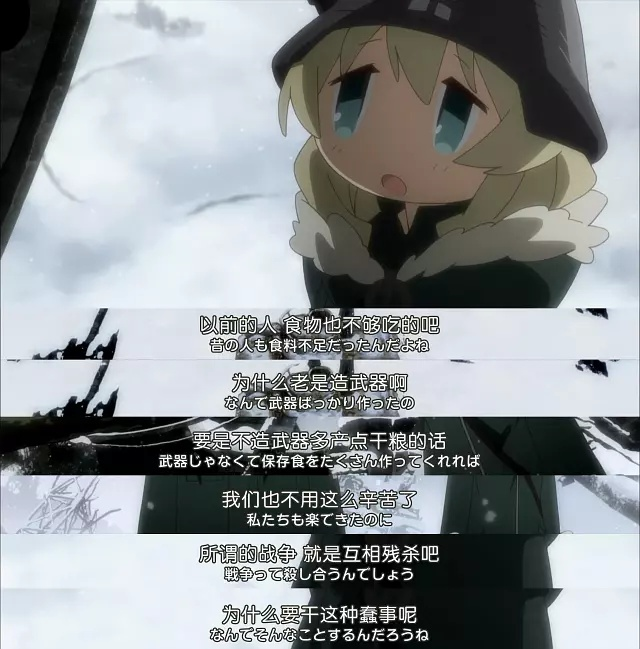 以前的人 食物也不够吃的吧
昔の人も食料不足だったんだよね
为什么老是造武器啊
なんで武器ばっかり作ったの
要是不造武器多产点干粮的话
武器じゃなくて保存食をたくさん作ってくれれば
我们也不用这么辛苦了
私たちも楽できたのに
所谓的战争 就是互相残杀吧
戦争って殺し合うんでしょう
为什么要干这种蠢事呢
なんでそんなことするんだろうね